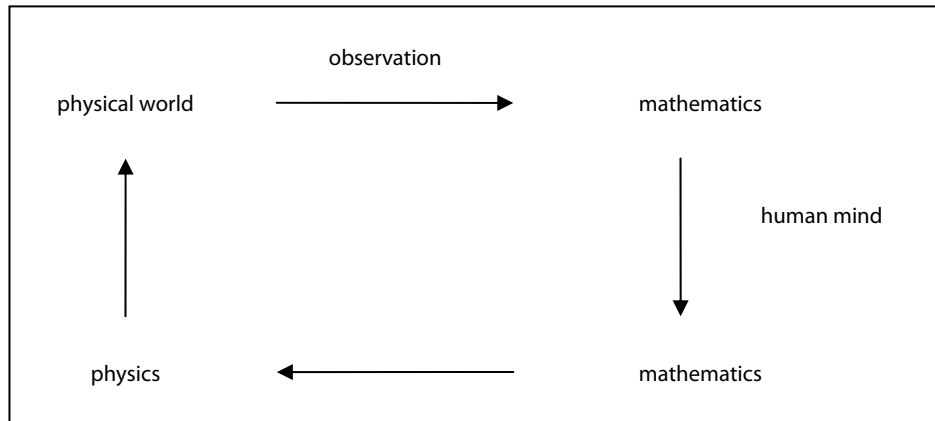 observation
physical world
mathematics
human mind
physics
mathematics